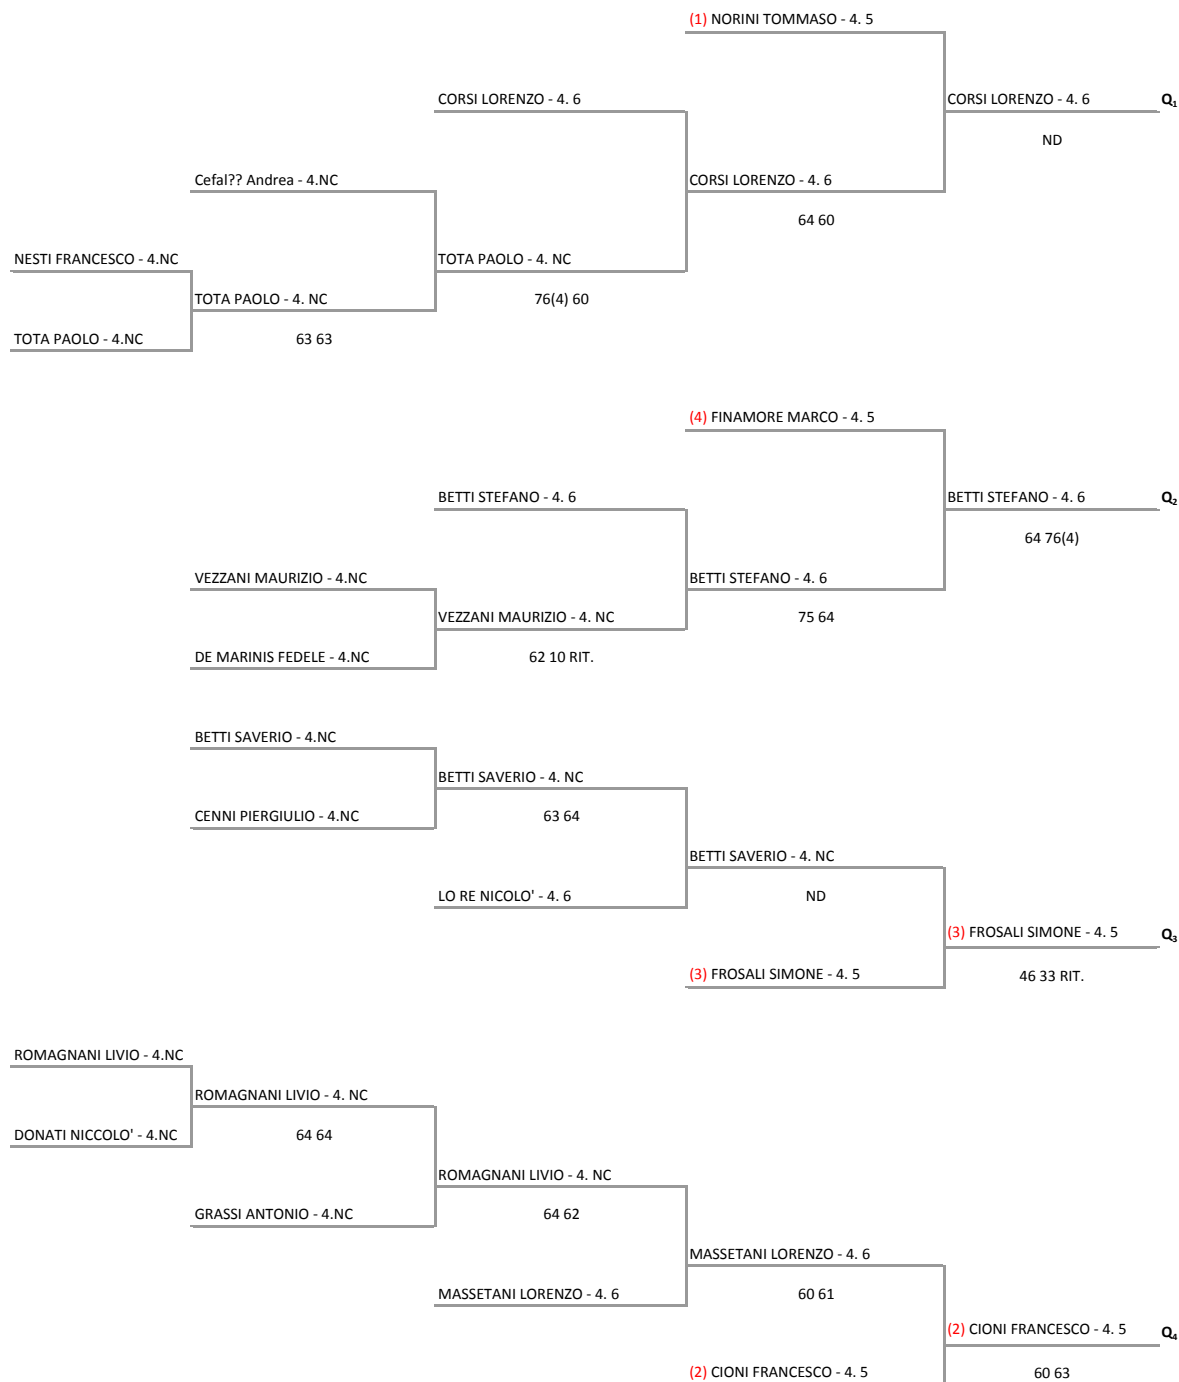 (1) NORINI TOMMASO - 4. 5
CORSI LORENZO - 4. 6
CORSI LORENZO - 4. 6
Q₁
ND
Cefal?? Andrea - 4.NC
CORSI LORENZO - 4. 6
64 60
NESTI FRANCESCO - 4.NC
TOTA PAOLO - 4. NC
TOTA PAOLO - 4. NC
76(4) 60
TOTA PAOLO - 4.NC
63 63
(4) FINAMORE MARCO - 4. 5
BETTI STEFANO - 4. 6
BETTI STEFANO - 4. 6
Q₂
64 76(4)
VEZZANI MAURIZIO - 4.NC
BETTI STEFANO - 4. 6
VEZZANI MAURIZIO - 4. NC
75 64
DE MARINIS FEDELE - 4.NC
62 10 RIT.
BETTI SAVERIO - 4.NC
BETTI SAVERIO - 4. NC
CENNI PIERGIULIO - 4.NC
63 64
BETTI SAVERIO - 4. NC
LO RE NICOLO' - 4. 6
ND
(3) FROSALI SIMONE - 4. 5
Q₃
(3) FROSALI SIMONE - 4. 5
46 33 RIT.
ROMAGNANI LIVIO - 4.NC
ROMAGNANI LIVIO - 4. NC
DONATI NICCOLO' - 4.NC
64 64
ROMAGNANI LIVIO - 4. NC
GRASSI ANTONIO - 4.NC
64 62
MASSETANI LORENZO - 4. 6
MASSETANI LORENZO - 4. 6
60 61
(2) CIONI FRANCESCO - 4. 5
Q₄
(2) CIONI FRANCESCO - 4. 5
60 63